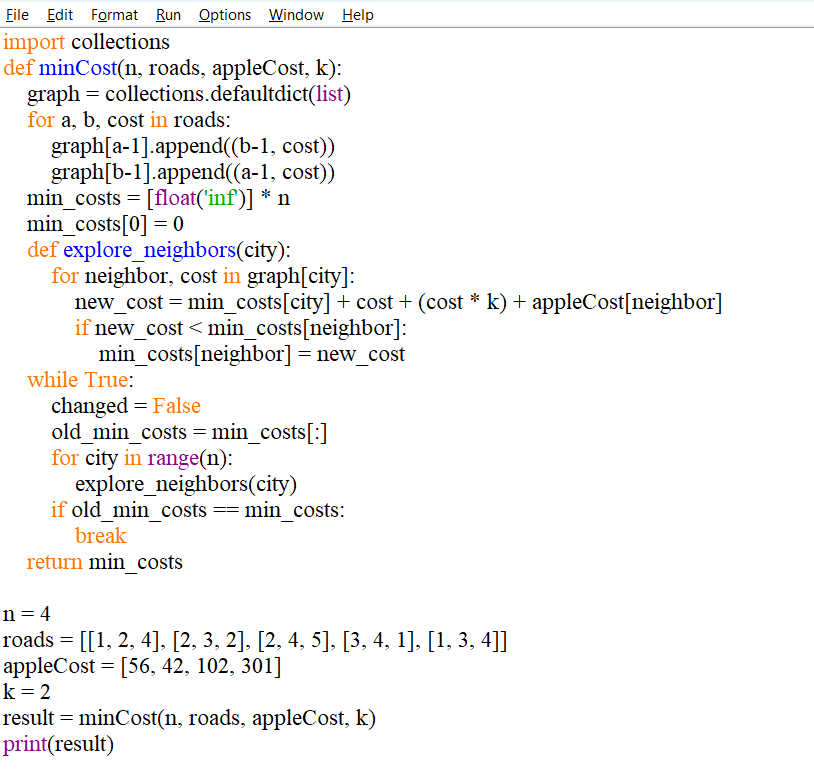 File Edit Format Run Options Window Help
import collections
def minCost(n, roads, appleCost, k):
    graph = collections.defaultdict(list)
    for a, b, cost in roads:
        graph[a-1].append((b-1, cost))
        graph[b-1].append((a-1, cost))
    min_costs = [float('inf')] * n
    min_costs[0] = 0
    def explore_neighbors(city):
        for neighbor, cost in graph[city]:
            new_cost = min_costs[city] + cost + (cost * k) + appleCost[neighbor]
            if new_cost < min_costs[neighbor]:
                min_costs[neighbor] = new_cost
    while True:
        changed = False
        old_min_costs = min_costs[:]
        for city in range(n):
            explore_neighbors(city)
        if old_min_costs == min_costs:
            break
    return min_costs

n = 4
roads = [[1, 2, 4], [2, 3, 2], [2, 4, 5], [3, 4, 1], [1, 3, 4]]
appleCost = [56, 42, 102, 301]
k = 2
result = minCost(n, roads, appleCost, k)
print(result)